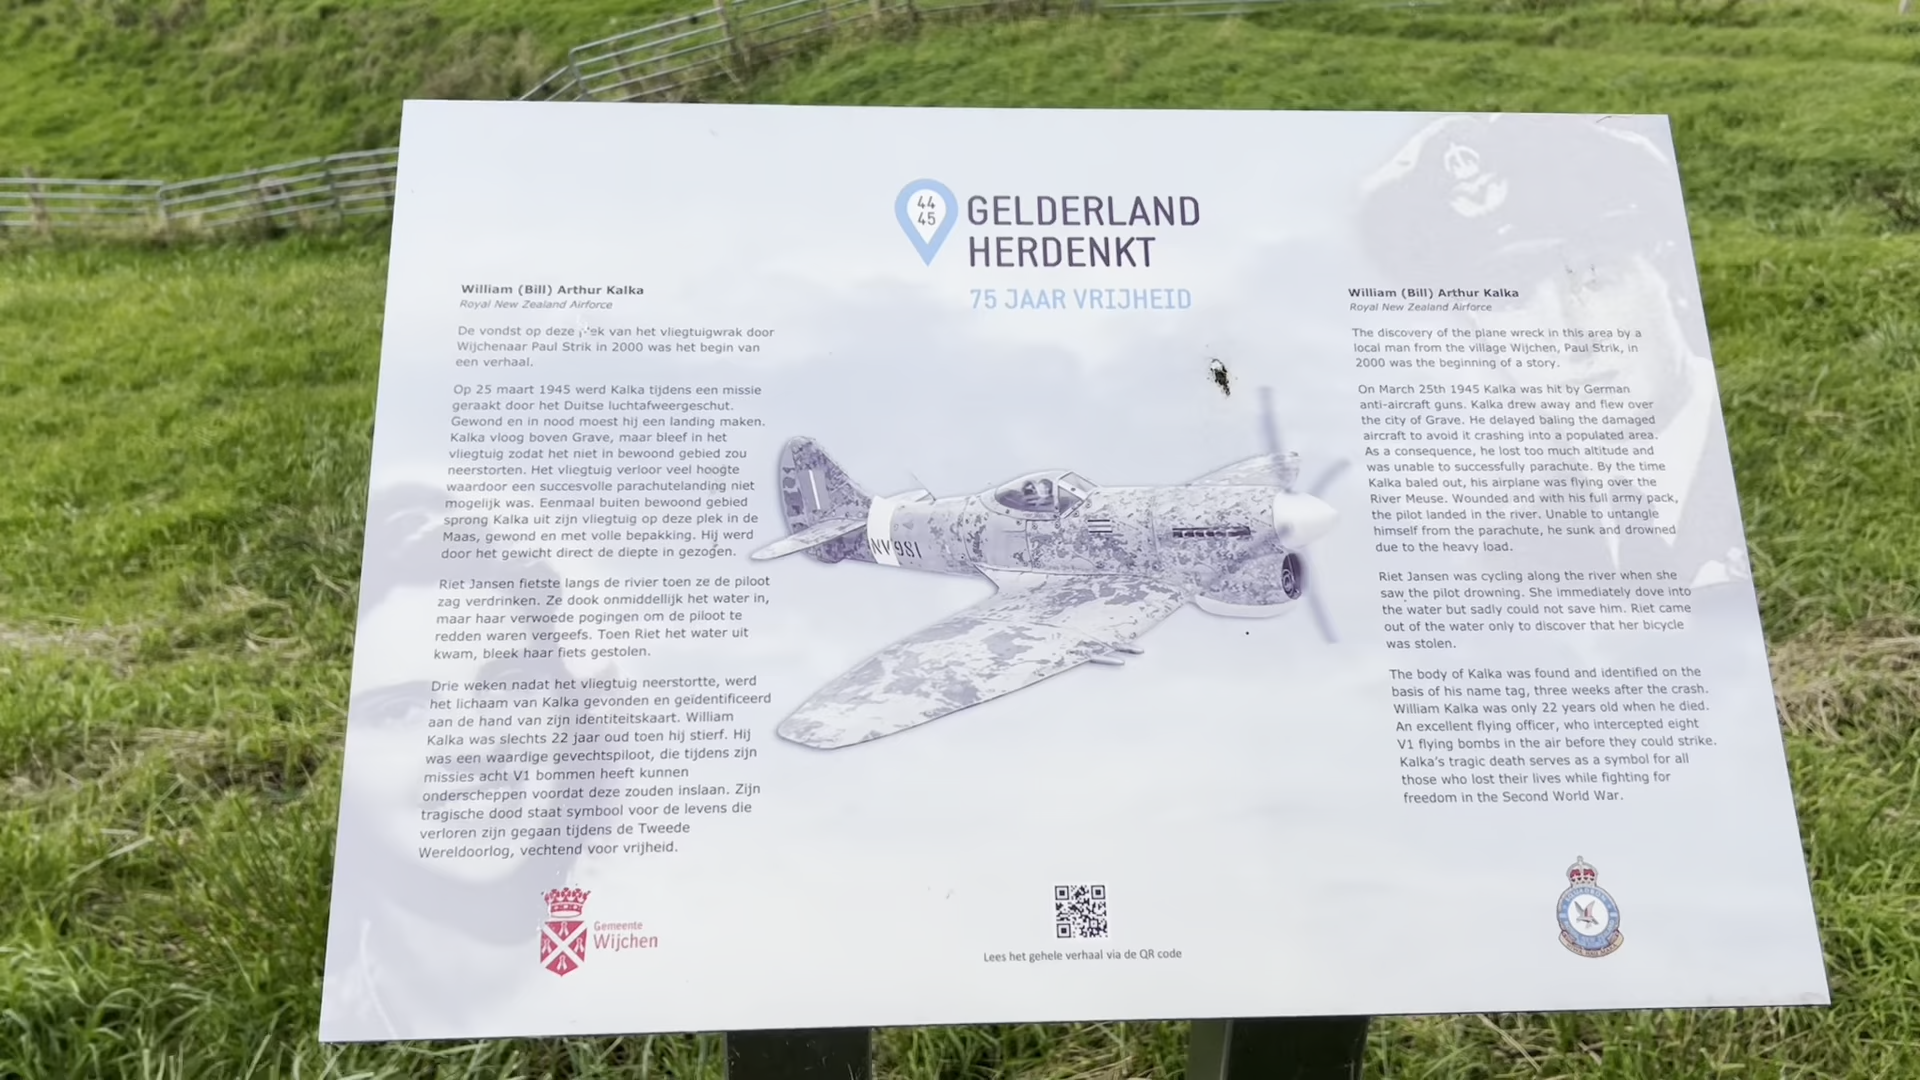 44
45
GELDERLAND
HERDENKT
75 JAAR VRIJHEID
William (Bill) Arthur Kalka
Royal New Zealand Airforce
De vondst op deze plek van het vliegtuigwrak door
Wijchenaar Paul Strik in 2000 was het begin van
een verhaal.
Op 25 maart 1945 werd Kalka tijdens een missie
geraakt door het Duitse luchtafweergeschut.
Gewond en in nood moest hij een landing maken.
Kalka vloog boven Grave, maar bleef in het
vliegtuig zodat het niet in bewoond gebied zou
neerstorten. Het vliegtuig verloor veel hoogte
waardoor een succesvolle parachutelanding niet
mogelijk was. Eenmaal buiten bewoond gebied
sprong Kalka uit zijn vliegtuig op deze plek in de
Maas, gewond en met volle bepakking. Hij werd
door het gewicht direct de diepte in gezogen.
Riet Jansen fietste langs de rivier toen ze de piloot
zag verdrinken. Ze dook onmiddellijk het water in,
maar haar verwoede pogingen om de piloot te
redden waren vergeefs. Toen Riet het water uit
kwam, bleek haar fiets gestolen.
Drie weken nadat het vliegtuig neerstortte, werd
het lichaam van Kalka gevonden en geïdentificeerd
aan de hand van zijn identiteitskaart. William
Kalka was slechts 22 jaar oud toen hij stierf. Hij
was een waardige gevechtspiloot, die tijdens zijn
missies acht V1 bommen heeft kunnen
onderscheppen voordat deze zouden inslaan. Zijn
tragische dood staat symbool voor de levens die
verloren zijn gegaan tijdens de Tweede
Wereldoorlog, vechtend voor vrijheid.
Gemeente
Wijchen
NV981
Lees het gehele verhaal via de QR code
William (Bill) Arthur Kalka
Royal New Zealand Airforce
The discovery of the plane wreck in this area by a
local man from the village Wijchen, Paul Strik, in
2000 was the beginning of a story.
On March 25th 1945 Kalka was hit by German
anti-aircraft guns. Kalka drew away and flew over
the city of Grave. He delayed baling the damaged
aircraft to avoid it crashing into a populated area.
As a consequence, he lost too much altitude and
was unable to successfully parachute. By the time
Kalka baled out, his airplane was flying over the
River Meuse. Wounded and with his full army pack,
the pilot landed in the river. Unable to untangle
himself from the parachute, he sunk and drowned
due to the heavy load.
Riet Jansen was cycling along the river when she
saw the pilot drowning. She immediately dove into
the water but sadly could not save him. Riet came
out of the water only to discover that her bicycle
was stolen.
The body of Kalka was found and identified on the
basis of his name tag, three weeks after the crash.
William Kalka was only 22 years old when he died.
An excellent flying officer, who intercepted eight
V1 flying bombs in the air before they could strike.
Kalka's tragic death serves as a symbol for all
those who lost their lives while fighting for
freedom in the Second World War.